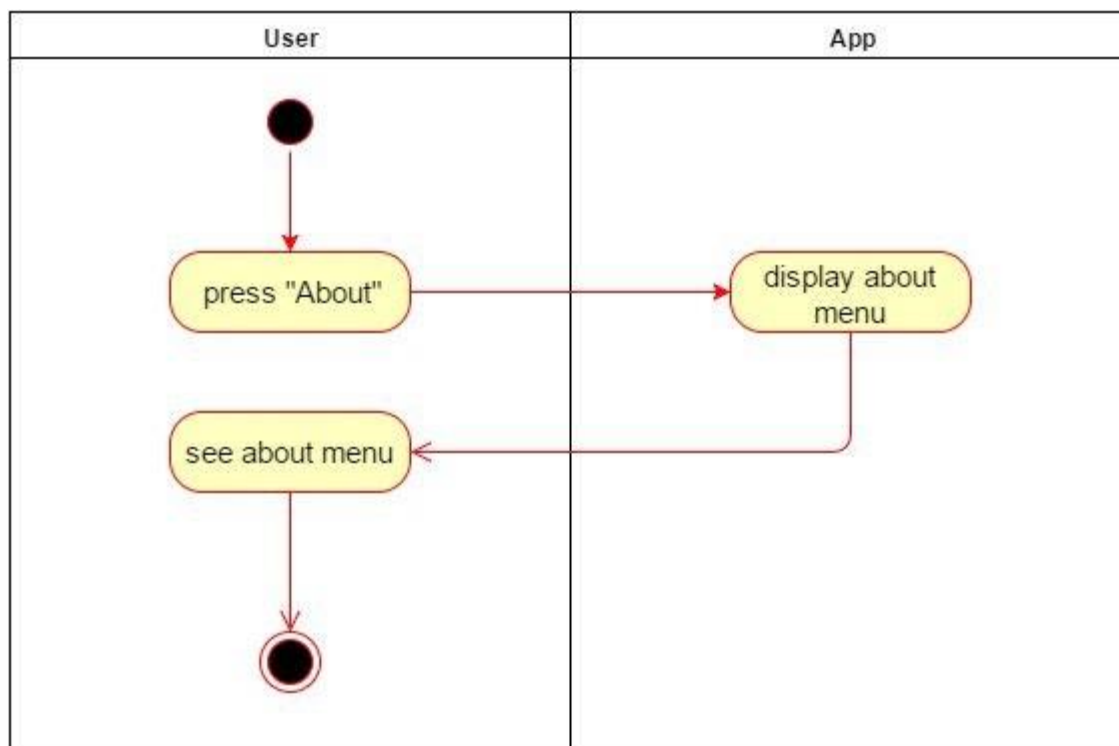 User
App
press "About"
display about
menu
see about menu